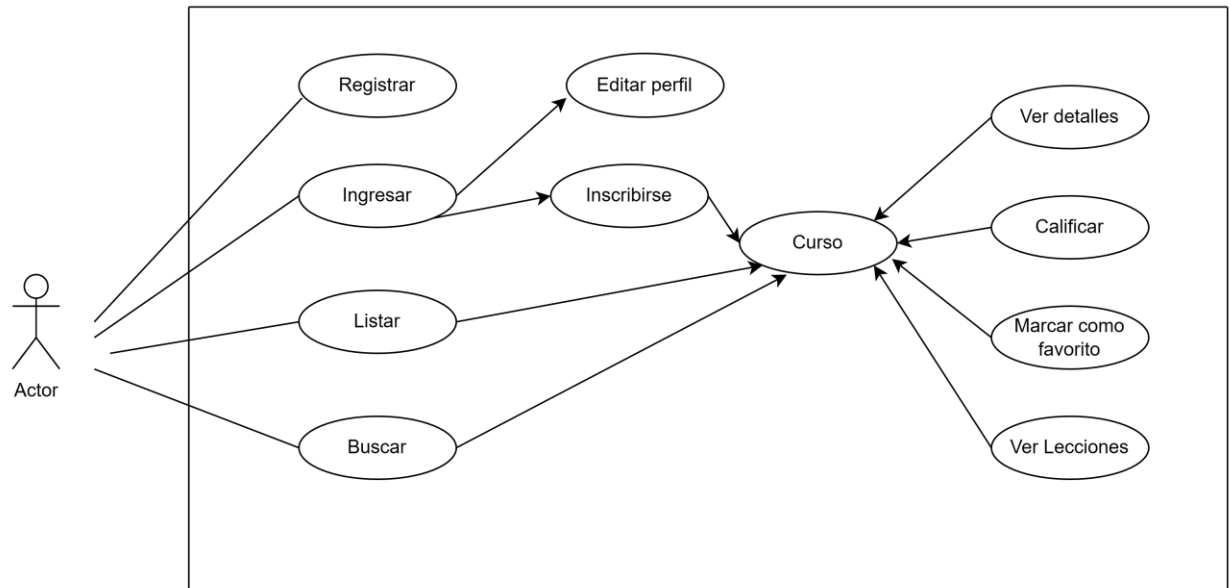 Registrar
Editar perfil
Ver detalles
Ingresar
Inscribirse
Curso
Calificar
Listar
Marcar como
favorito
Actor
Buscar
Ver Lecciones